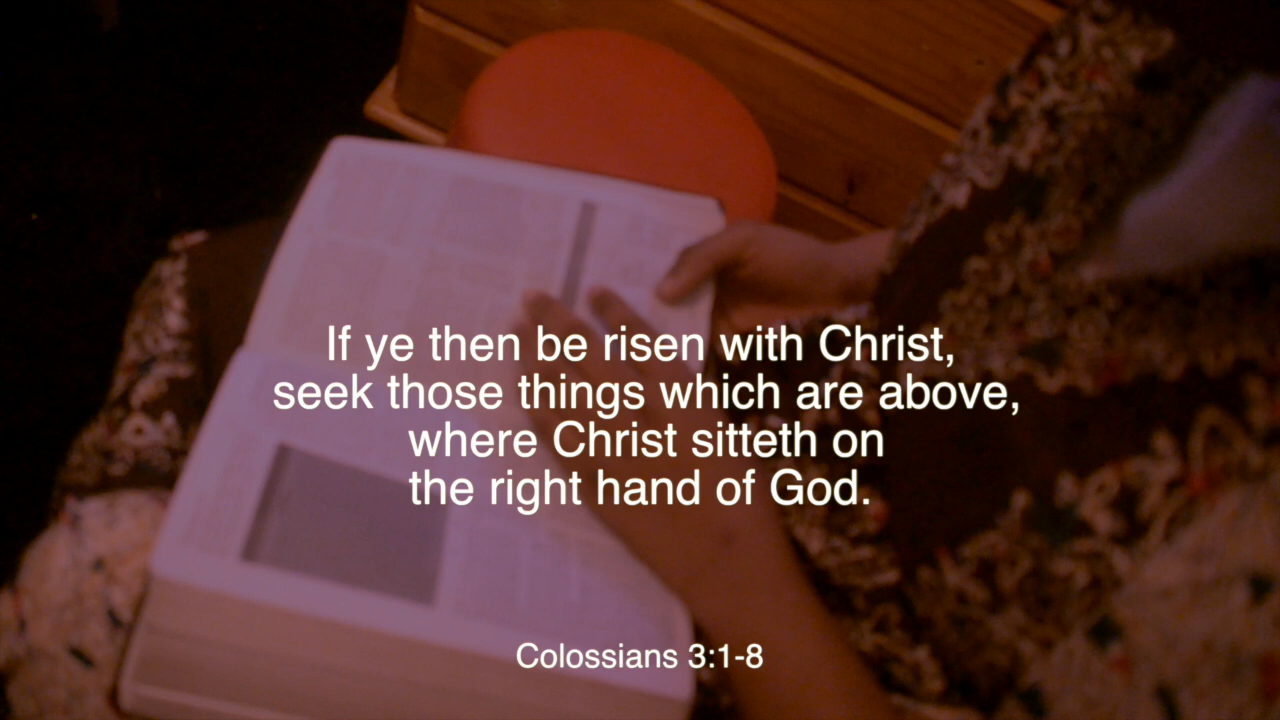 If ye then be risen with Christ,
seek those things which are above,
where Christ sitteth on
the right hand of God.
Colossians 3:1-8